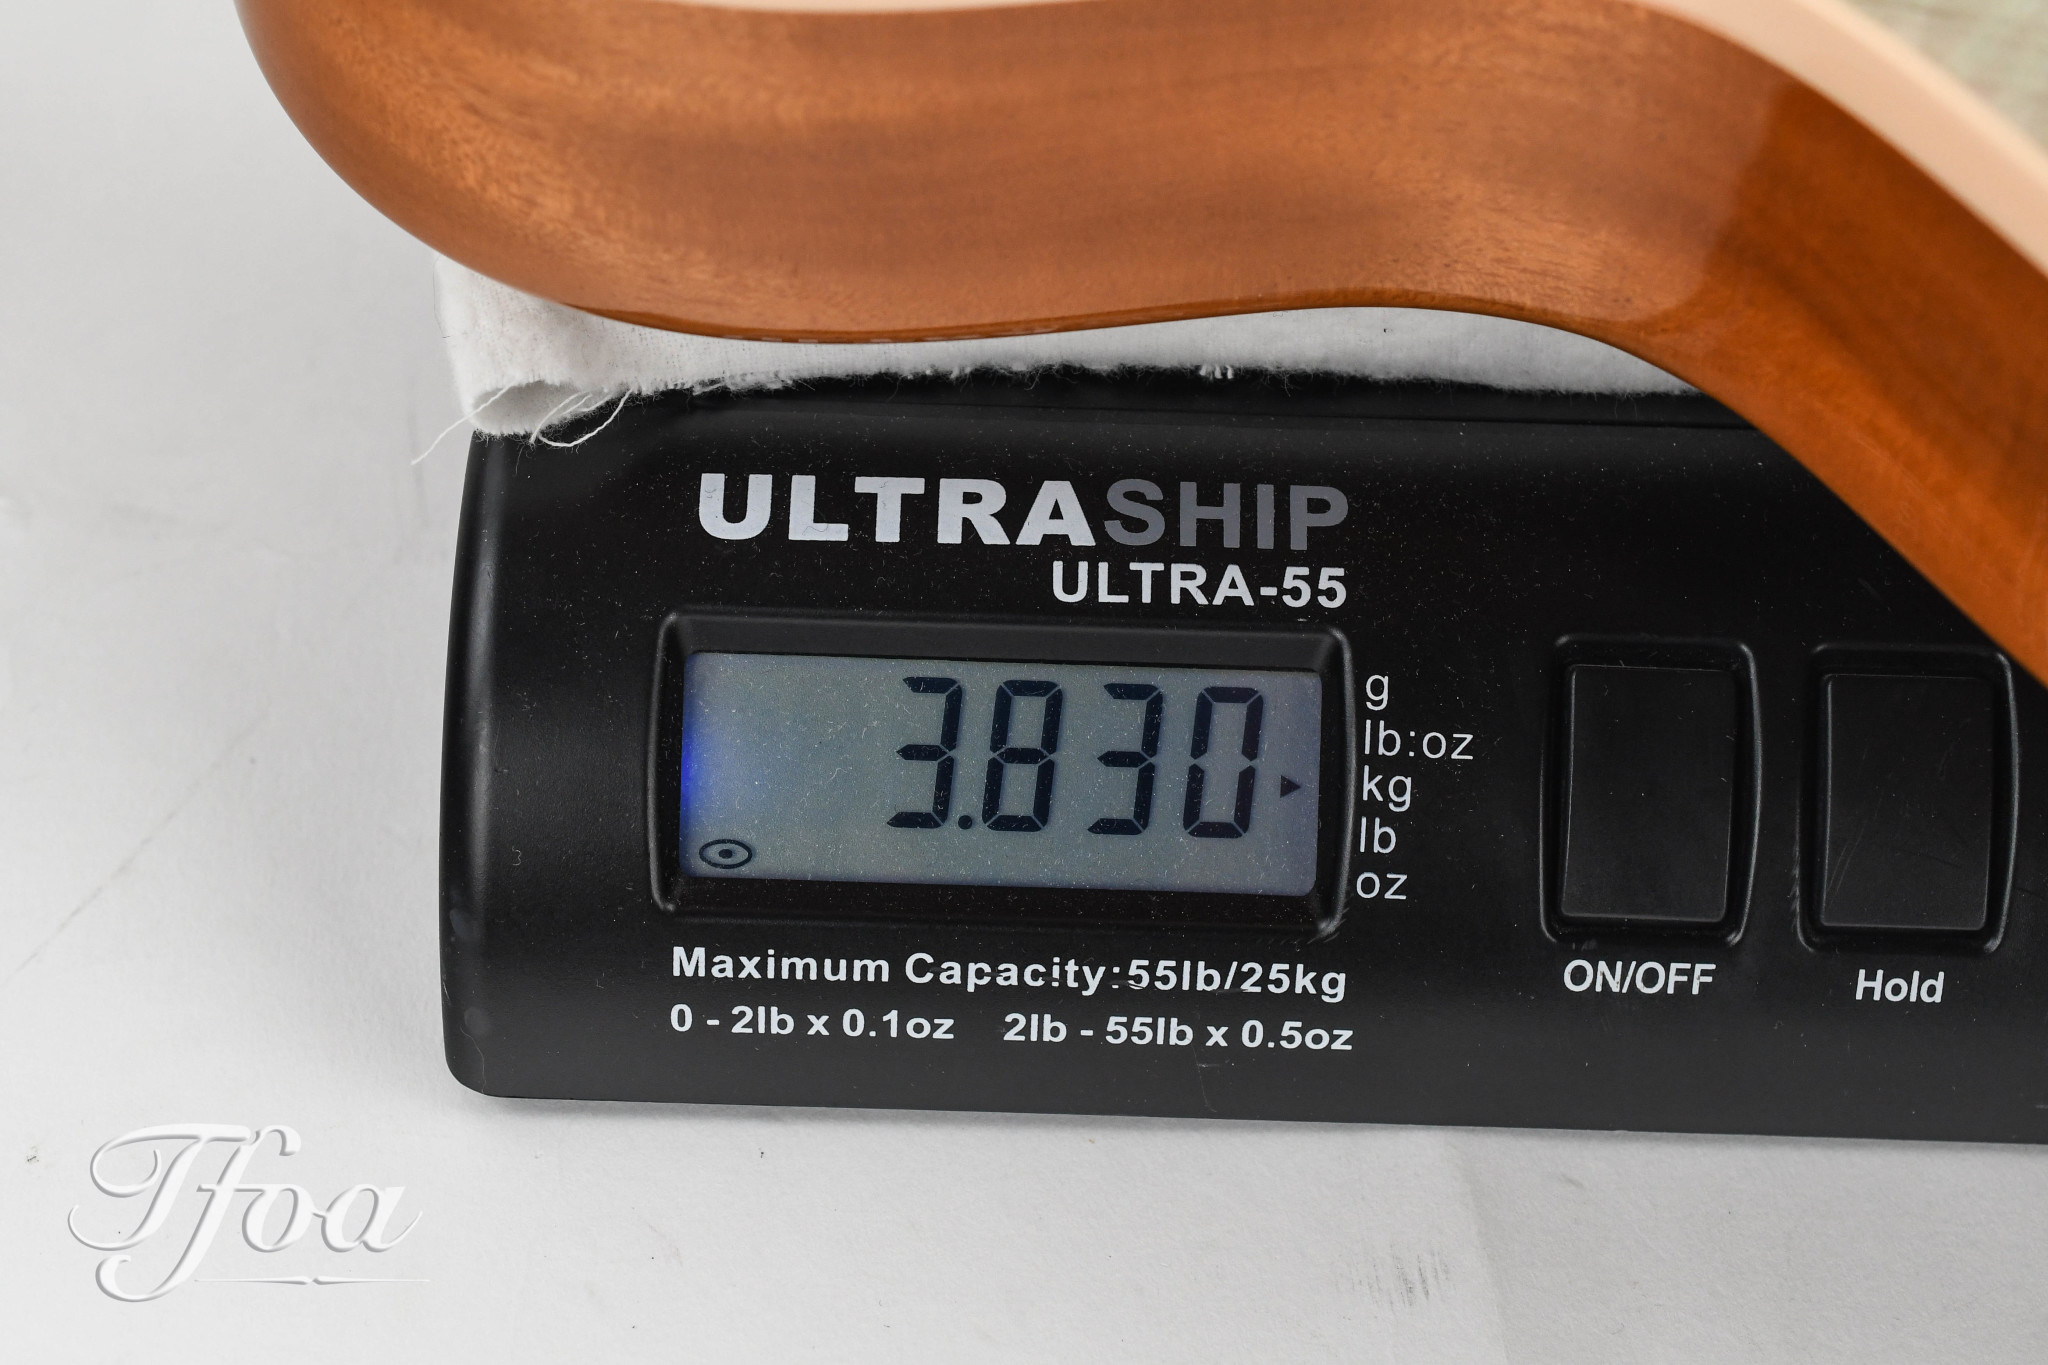 ULTRASHIP
ULTRA-55
3.830
g
lb:oz
kg
lb
oz
Maximum Capacity:55lb/25kg
0 - 2lb x 0.1oz 2lb - 55lb x 0.5oz
ON/OFF
Hold
Tfoa